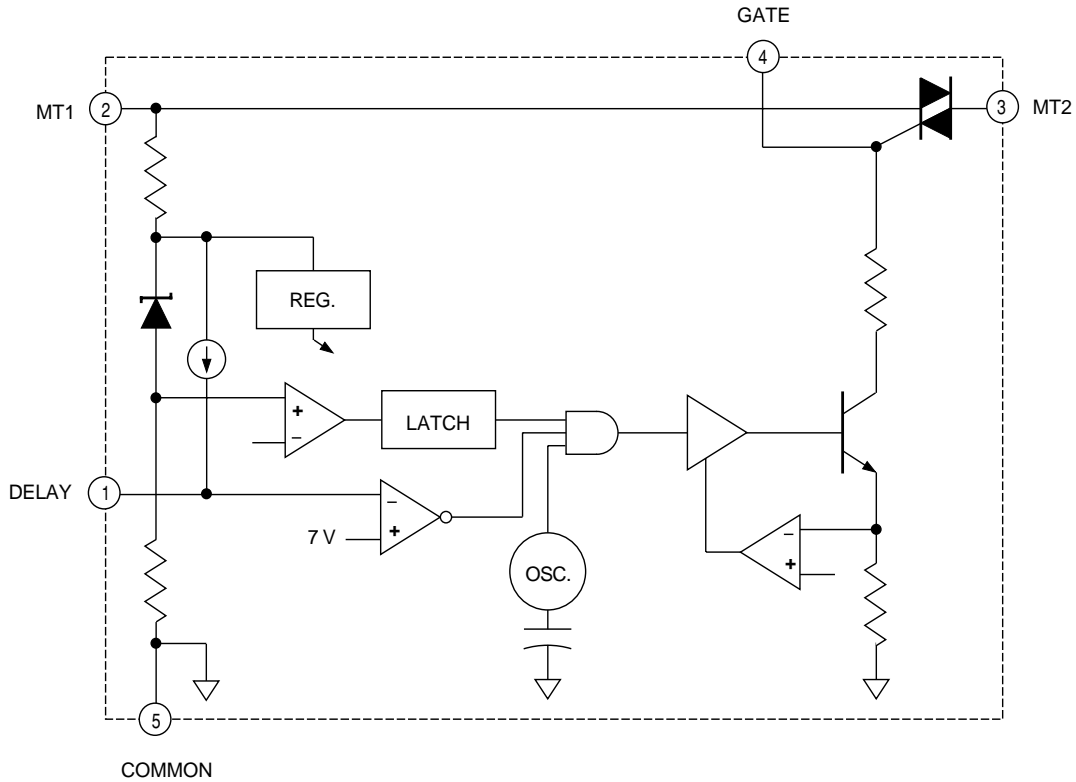 GATE
4
MT1
2
3
MT2
REG.
+
−
LATCH
DELAY
1
−
+
7 V
OSC.
−
+
5
COMMON